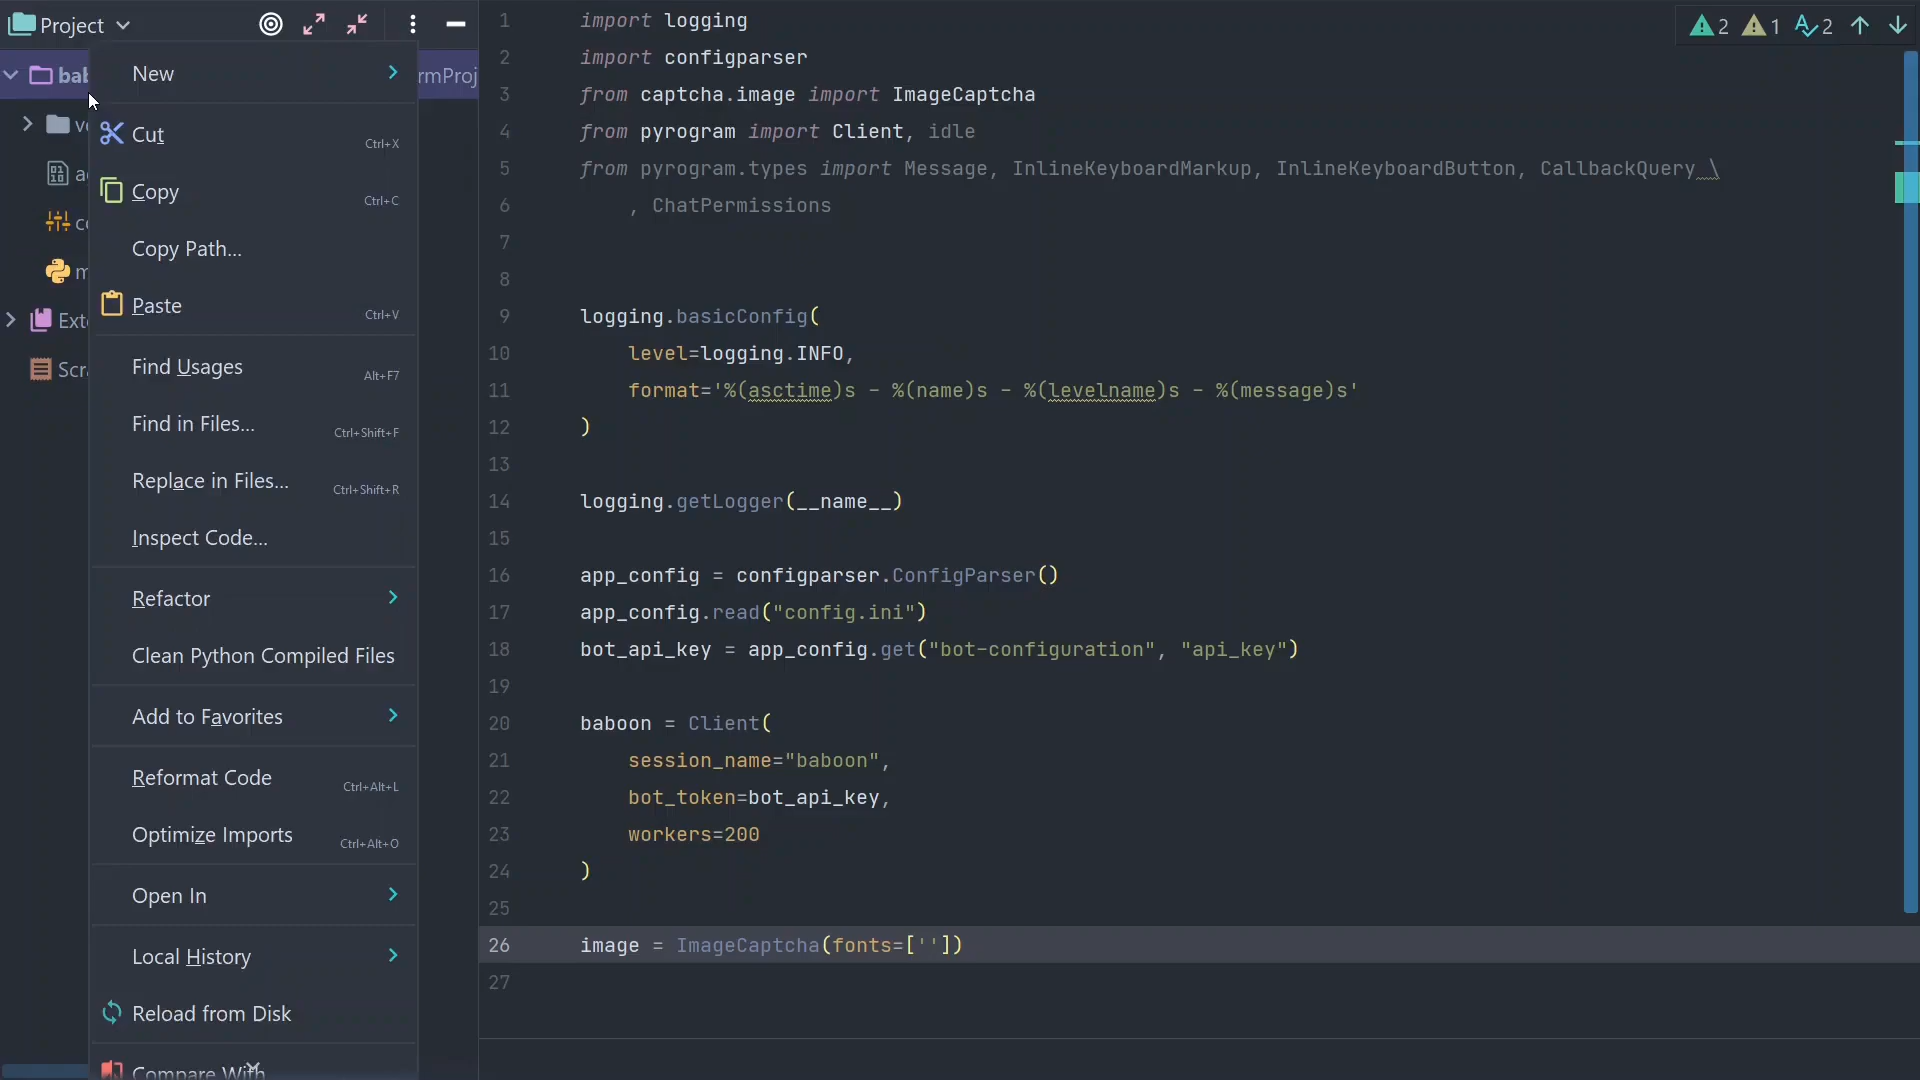 Project
bab
rmProj
Exte
Scr
New
Cut Ctrl+X
Copy Ctrl+C
Copy Path...
Paste Ctrl+V
Find Usages Alt+F7
Find in Files... Ctrl+Shift+F
Replace in Files... Ctrl+Shift+R
Inspect Code...
Refactor
Clean Python Compiled Files
Add to Favorites
Reformat Code Ctrl+Alt+L
Optimize Imports Ctrl+Alt+O
Open In
Local History
Reload from Disk
Compare With
2 1 2
1 import logging
2 import configparser
3 from captcha.image import ImageCaptcha
4 from pyrogram import Client, idle
5 from pyrogram.types import Message, InlineKeyboardMarkup, InlineKeyboardButton, CallbackQuery \
6 , ChatPermissions
7
8
9 logging.basicConfig(
10 level=logging.INFO,
11 format='%(asctime)s - %(name)s - %(levelname)s - %(message)s'
12 )
13
14 logging.getLogger(__name__)
15
16 app_config = configparser.ConfigParser()
17 app_config.read("config.ini")
18 bot_api_key = app_config.get("bot-configuration", "api_key")
19
20 baboon = Client(
21 session_name="baboon",
22 bot_token=bot_api_key,
23 workers=200
24 )
25
26 image = ImageCaptcha(fonts=[''])
27